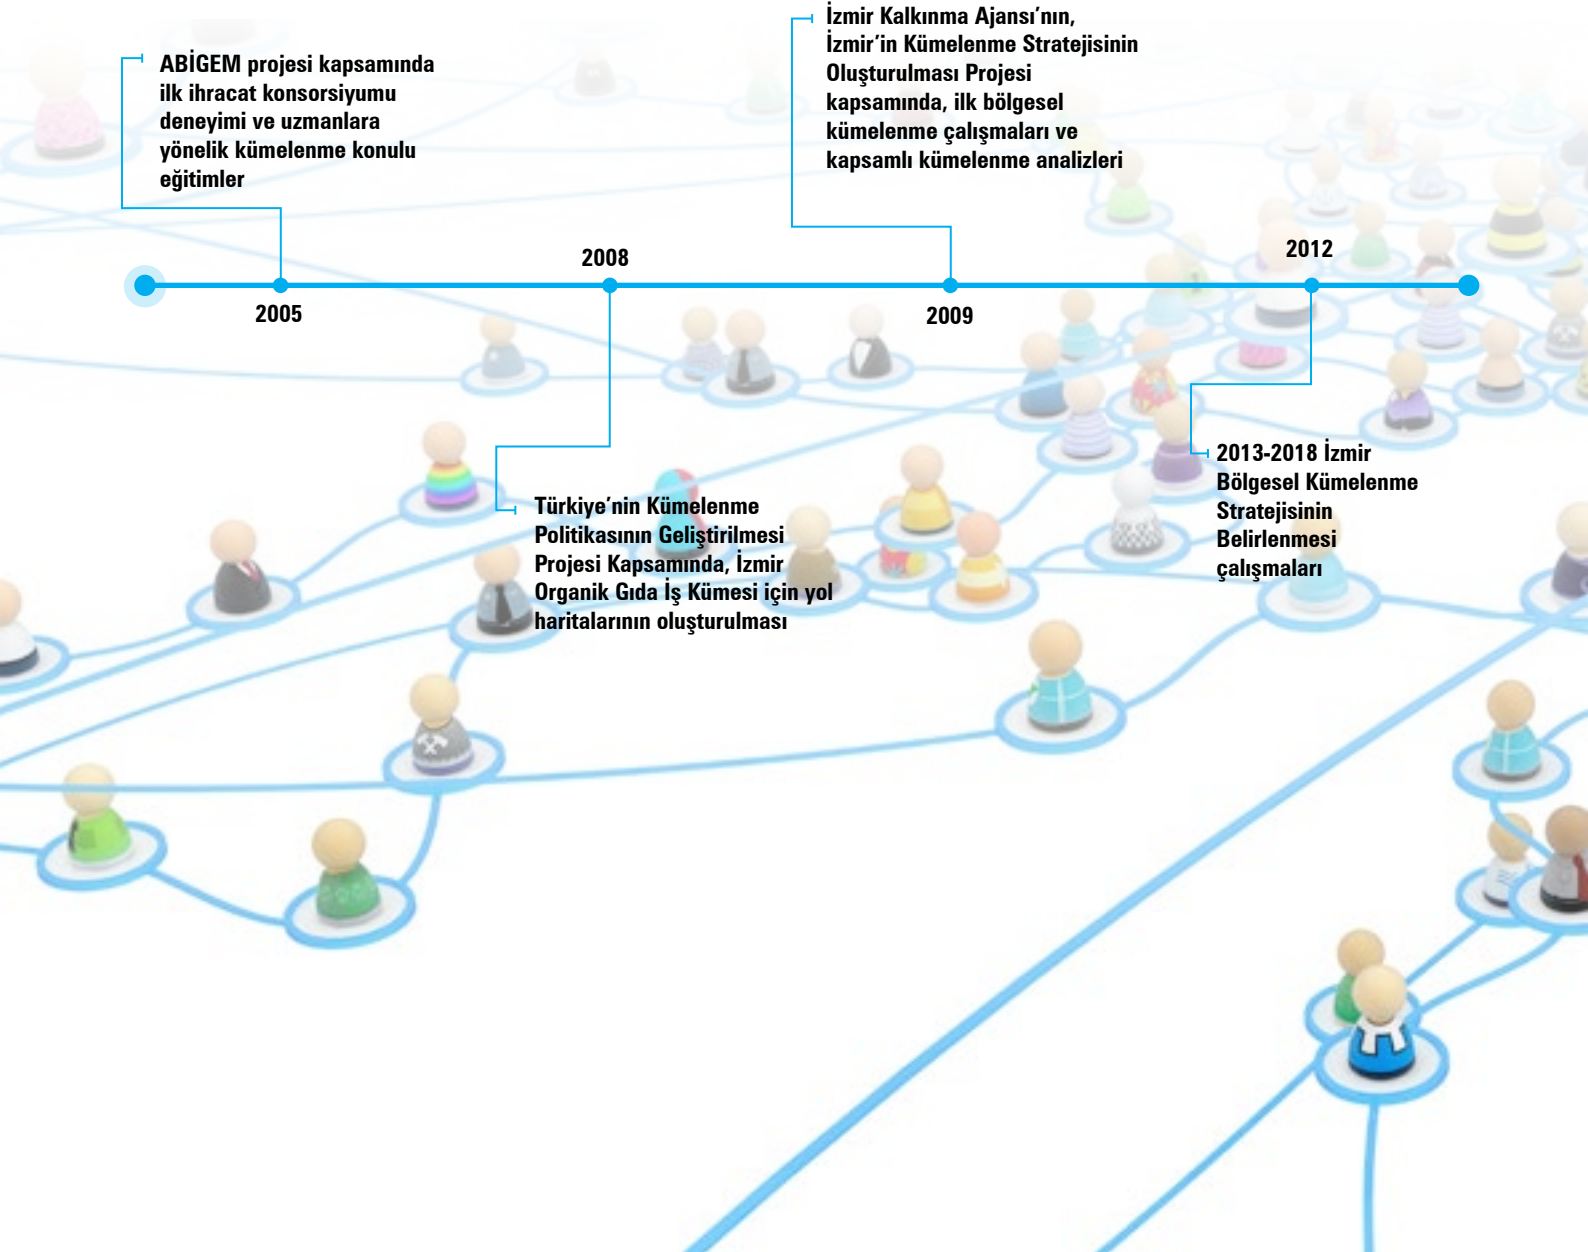 ABİGEM projesi kapsamında
ilk ihracat konsorsiyumu
deneyimi ve uzmanlara
yönelik kümelenme konulu
eğitimler
2005
2008
Türkiye'nin Kümelenme
Politikasının Geliştirilmesi
Projesi Kapsamında, İzmir
Organik Gıda İş Kümesi için yol
haritalarının oluşturulması
İzmir Kalkınma Ajansı'nın,
İzmir'in Kümelenme Stratejisinin
Oluşturulması Projesi
kapsamında, ilk bölgesel
kümelenme çalışmaları ve
kapsamlı kümelenme analizleri
2009
2012
2013-2018 İzmir
Bölgesel Kümelenme
Stratejisinin
Belirlenmesi
çalışmaları